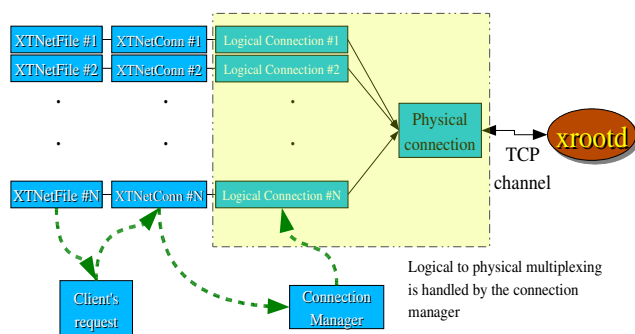 XTNetFile #1
XTNetConn #1
Logical Connection #1
XTNetFile #2
XTNetConn #2
Logical Connection #2
Physical
connection
xrootd
TCP
channel
XTNetFile #N
XTNetConn #N
Logical Connection #N
Client's
request
Connection
Manager
Logical to physical multiplexing
is handled by the connection
manager